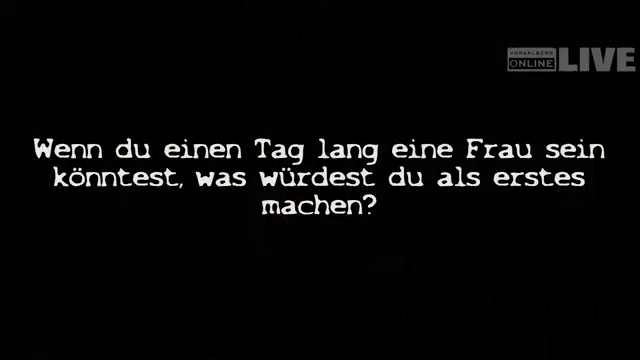 VORARLBERG
ONLINE LIVE
Wenn du einen Tag lang eine Frau sein
könntest, was würdest du als erstes
machen?